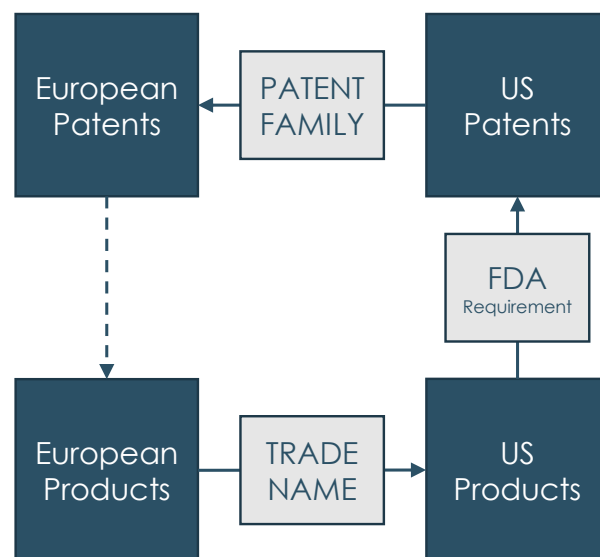 European
Patents
PATENT
FAMILY
US
Patents
FDA
Requirement
European
Products
TRADE
NAME
US
Products